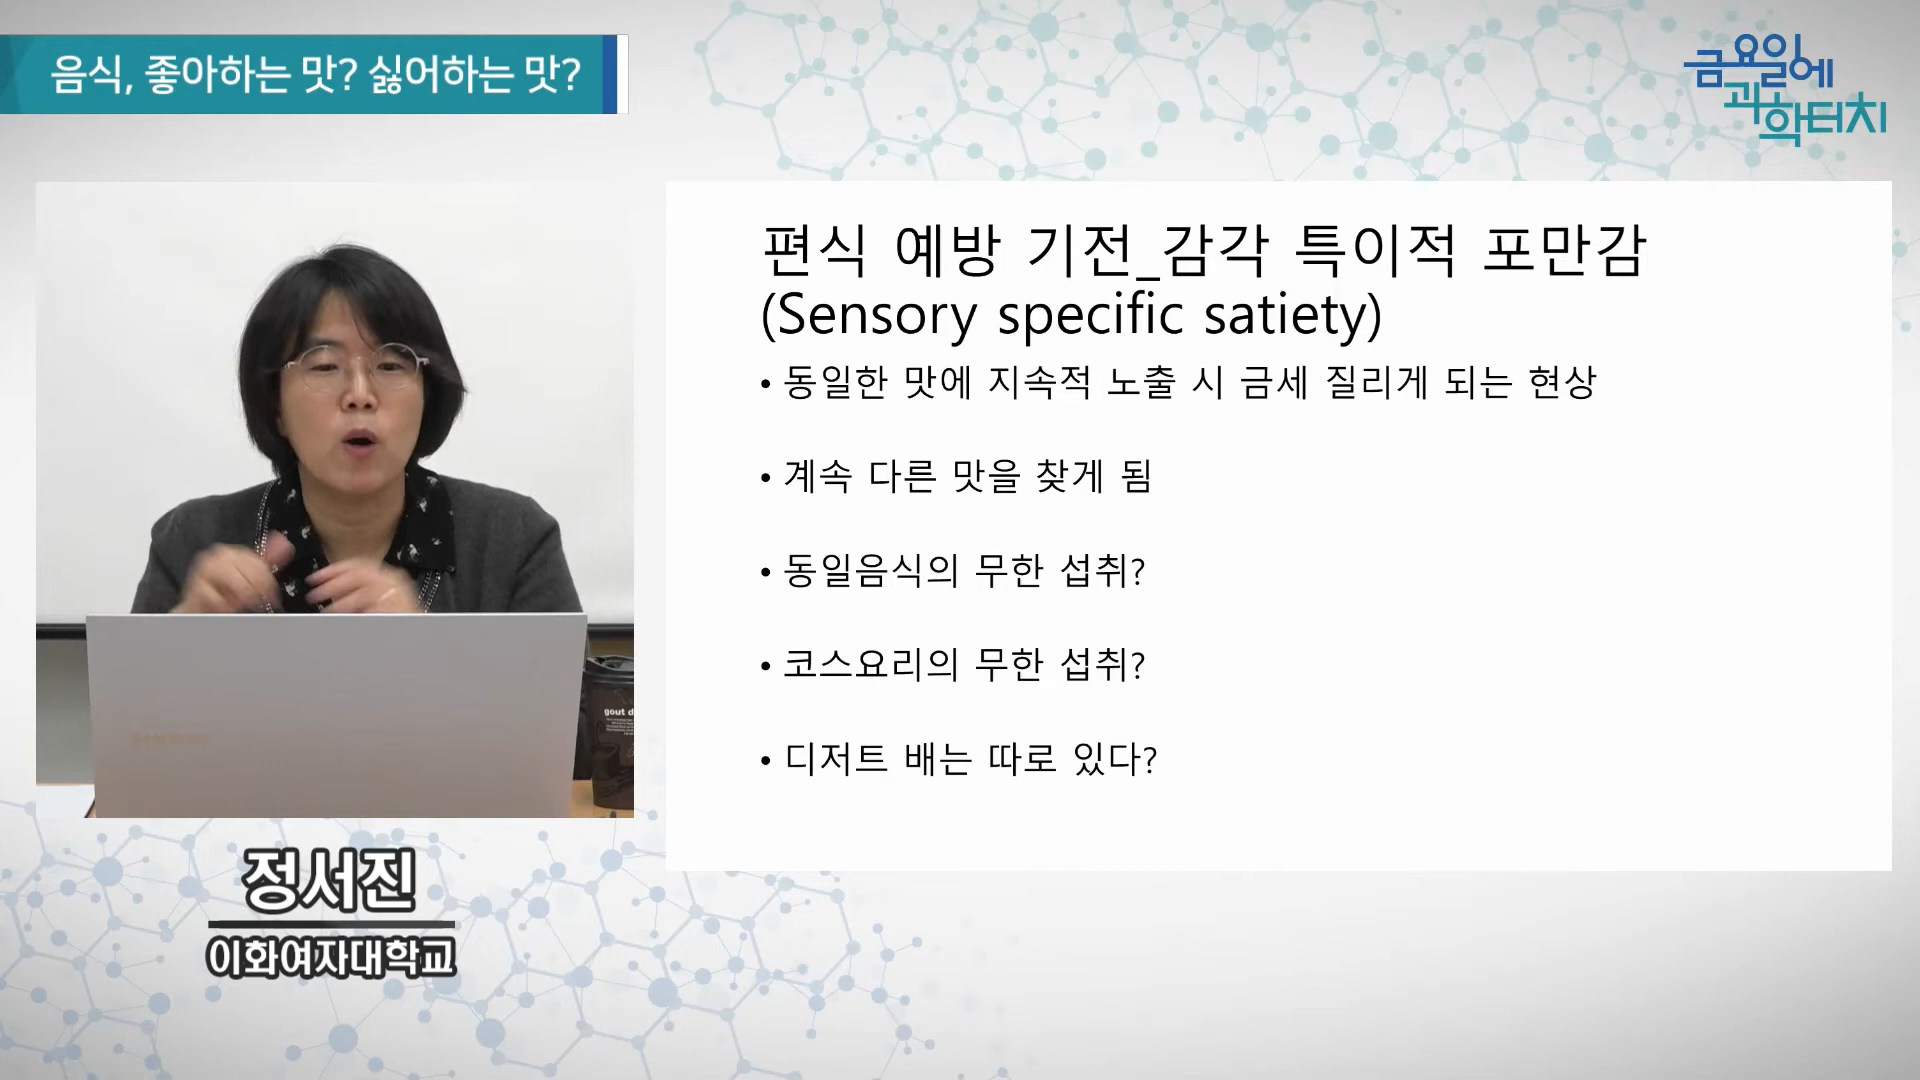 음식, 좋아하는 맛? 싫어하는 맛?
금요일에
과학터치
편식 예방 기전_감각 특이적 포만감
(Sensory specific satiety)
• 동일한 맛에 지속적 노출 시 금세 질리게 되는 현상
• 계속 다른 맛을 찾게 됨
• 동일음식의 무한 섭취?
• 코스요리의 무한 섭취?
• 디저트 배는 따로 있다?
gout d
정서진
이화여자대학교